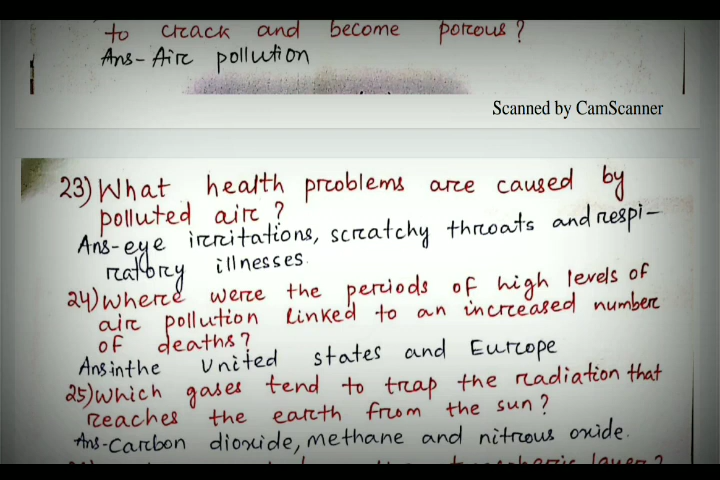 to crack and become porous?
Ans- Air pollution
Scanned by CamScanner
23) What health problems are caused by
polluted air?
Ans- eye irritations, scratchy throats and respi-
ratory illnesses.
24) Where were the periods of high levels of
air pollution linked to an increased number
of deaths?
Ans in the United states and Europe
25) Which gases tend to trap the radiation that
reaches the earth from the sun?
Ans- Carbon dioxide, methane and nitrous oxide.
layer?